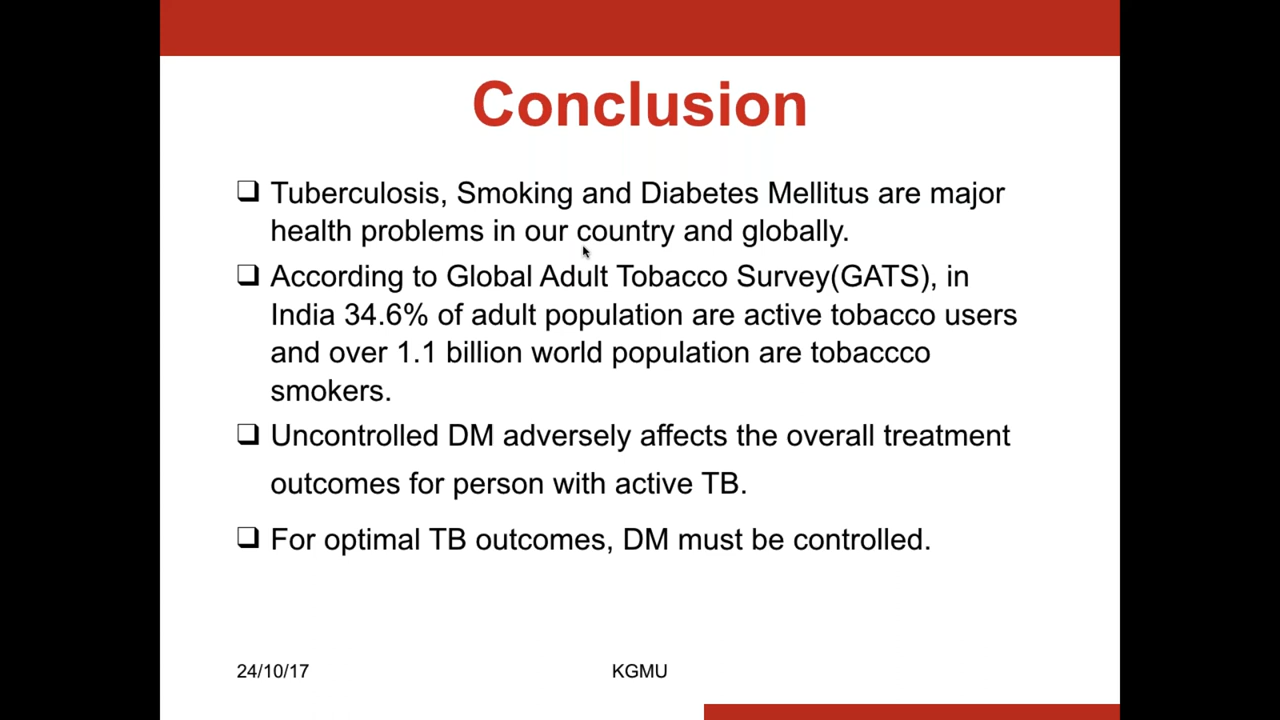 Conclusion
❑ Tuberculosis, Smoking and Diabetes Mellitus are major
health problems in our country and globally.
❑ According to Global Adult Tobacco Survey(GATS), in
India 34.6% of adult population are active tobacco users
and over 1.1 billion world population are tobaccco
smokers.
❑ Uncontrolled DM adversely affects the overall treatment
outcomes for person with active TB.
❑ For optimal TB outcomes, DM must be controlled.
24/10/17
KGMU